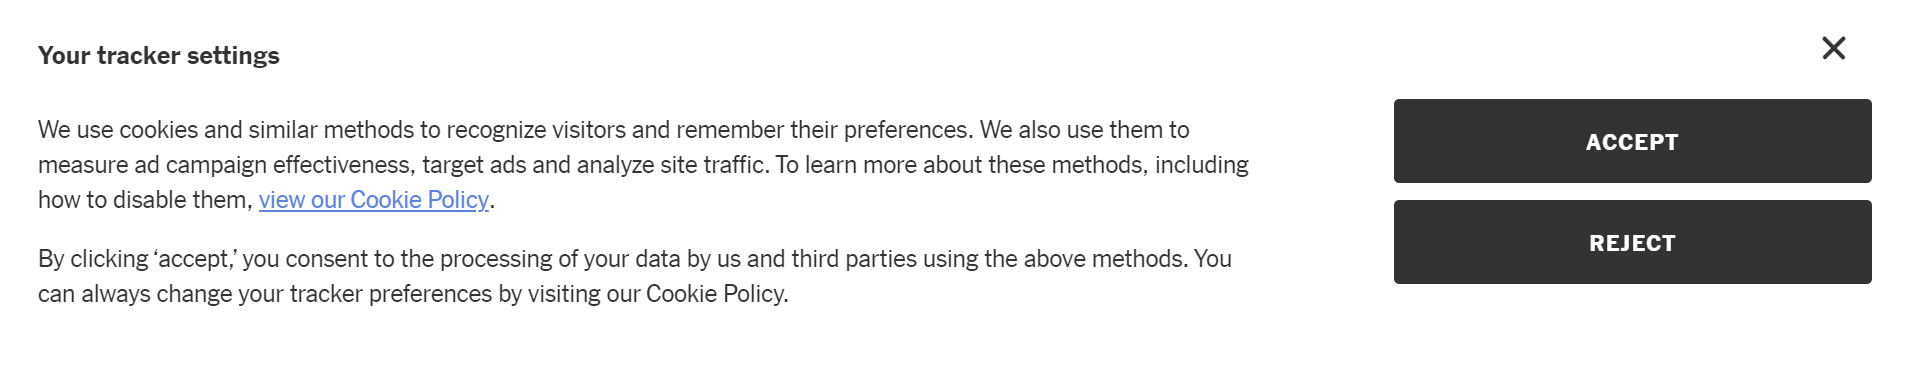 Your tracker settings
We use cookies and similar methods to recognize visitors and remember their preferences. We also use them to
measure ad campaign effectiveness, target ads and analyze site traffic. To learn more about these methods, including
how to disable them, view our Cookie Policy.
By clicking ‘accept,’ you consent to the processing of your data by us and third parties using the above methods. You
can always change your tracker preferences by visiting our Cookie Policy.
ACCEPT
REJECT